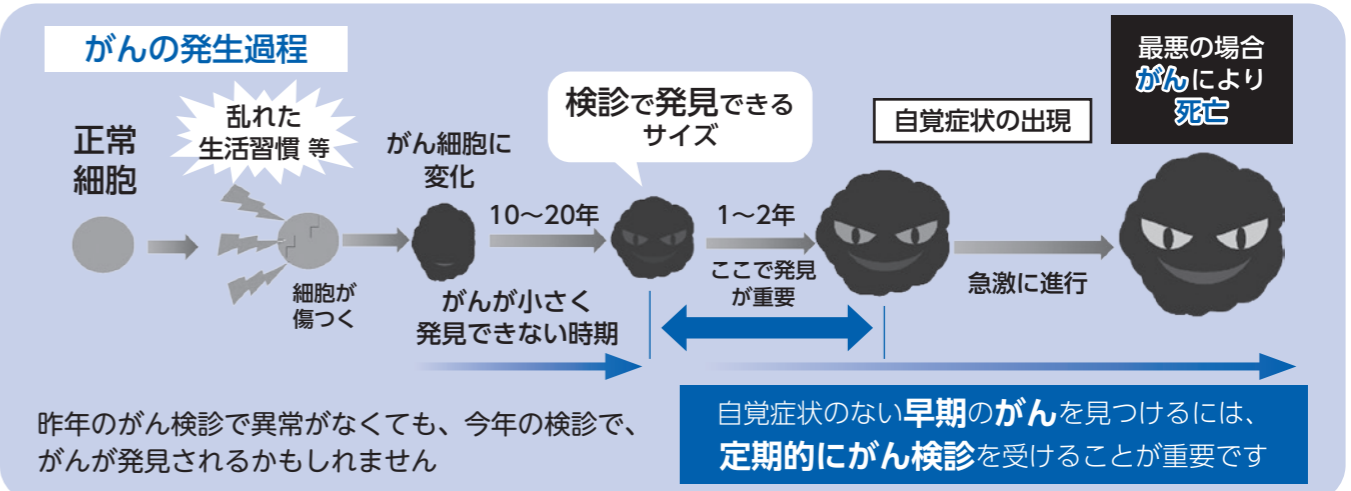 がんの発生過程
正常
細胞
乱れた
生活習慣 等
細胞が
傷つく
がん細胞に
変化
10〜20年
がんが小さく
発見できない時期
検診で発見できる
サイズ
1〜2年
ここで発見
が重要
自覚症状の出現
急激に進行
最悪の場合
がんにより
死亡
昨年のがん検診で異常がなくても、今年の検診で、
がんが発見されるかもしれません
自覚症状のない早期のがんを見つけるには、
定期的にがん検診を受けることが重要です